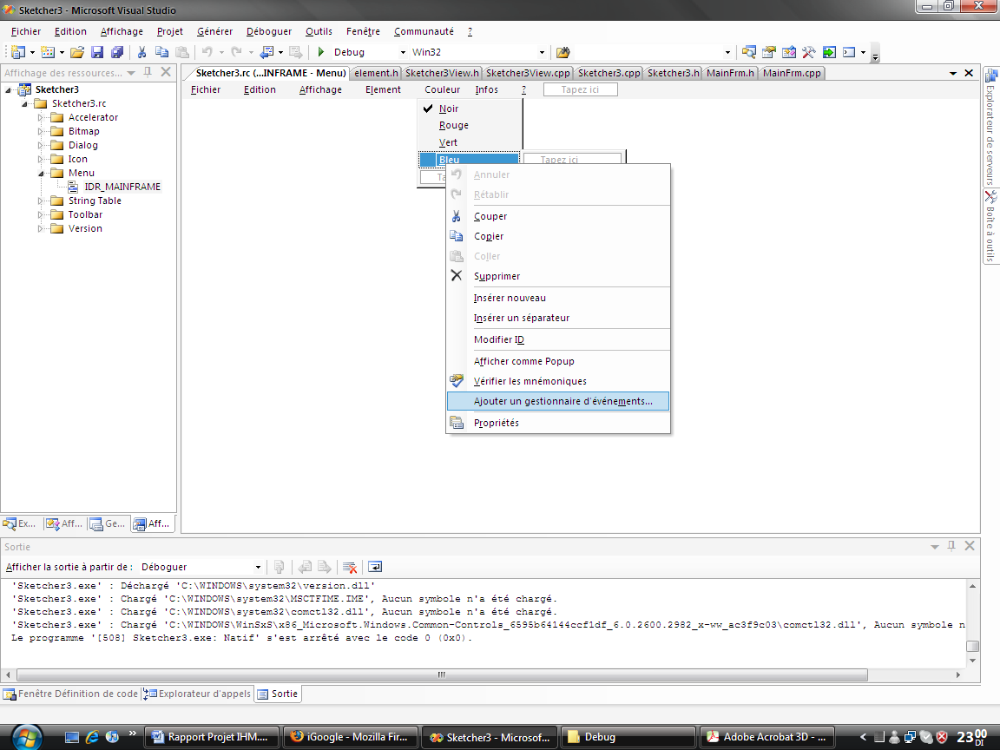 Sketcher3 - Microsoft Visual Studio
Fichier Edition Affichage Projet Générer Déboguer Outils Fenêtre Communauté ?
Debug Win32
Affichage des ressources...
Sketcher3.rc (...INFRAME - Menu) element.h Sketcher3View.h Sketcher3View.cpp Sketcher3.cpp Sketcher3.h MainFrm.h MainFrm.cpp
Sketcher3
Sketcher3.rc
Accelerator
Bitmap
Dialog
Icon
Menu
IDR_MAINFRAME
String Table
Toolbar
Version
Fichier Edition Affichage Element Couleur Infos ? Tapez ici
Noir
Rouge
Vert
Bleu Tapez ici
Ta
Annuler
Rétablir
Couper
Copier
Coller
Supprimer
Insérer nouveau
Insérer un séparateur
Modifier ID
Afficher comme Popup
Vérifier les mnémoniques
Ajouter un gestionnaire d'événements...
Propriétés
Explorateur de serveurs
Boîte à outils
Ex... Aff... Ge... Aff...
Sortie
Afficher la sortie à partir de : Déboguer
'Sketcher3.exe' : Déchargé 'C:\WINDOWS\system32\version.dll'
'Sketcher3.exe' : Chargé 'C:\WINDOWS\system32\MSCTFIME.IME', Aucun symbole n'a été chargé.
'Sketcher3.exe' : Chargé 'C:\WINDOWS\system32\comctl32.dll', Aucun symbole n'a été chargé.
'Sketcher3.exe' : Chargé 'C:\WINDOWS\WinSxS\x86_Microsoft.Windows.Common-Controls_6595b64144ccf1df_6.0.2600.2982_x-ww_ac3f9c03\comctl32.dll', Aucun symbole n
Le programme '[508] Sketcher3.exe: Natif' s'est arrêté avec le code 0 (0x0).
Fenêtre Définition de code Explorateur d'appels Sortie
Rapport Projet IHM.... iGoogle - Mozilla Fir... Sketcher3 - Microsof... Debug Adobe Acrobat 3D - ... 23 00
DI